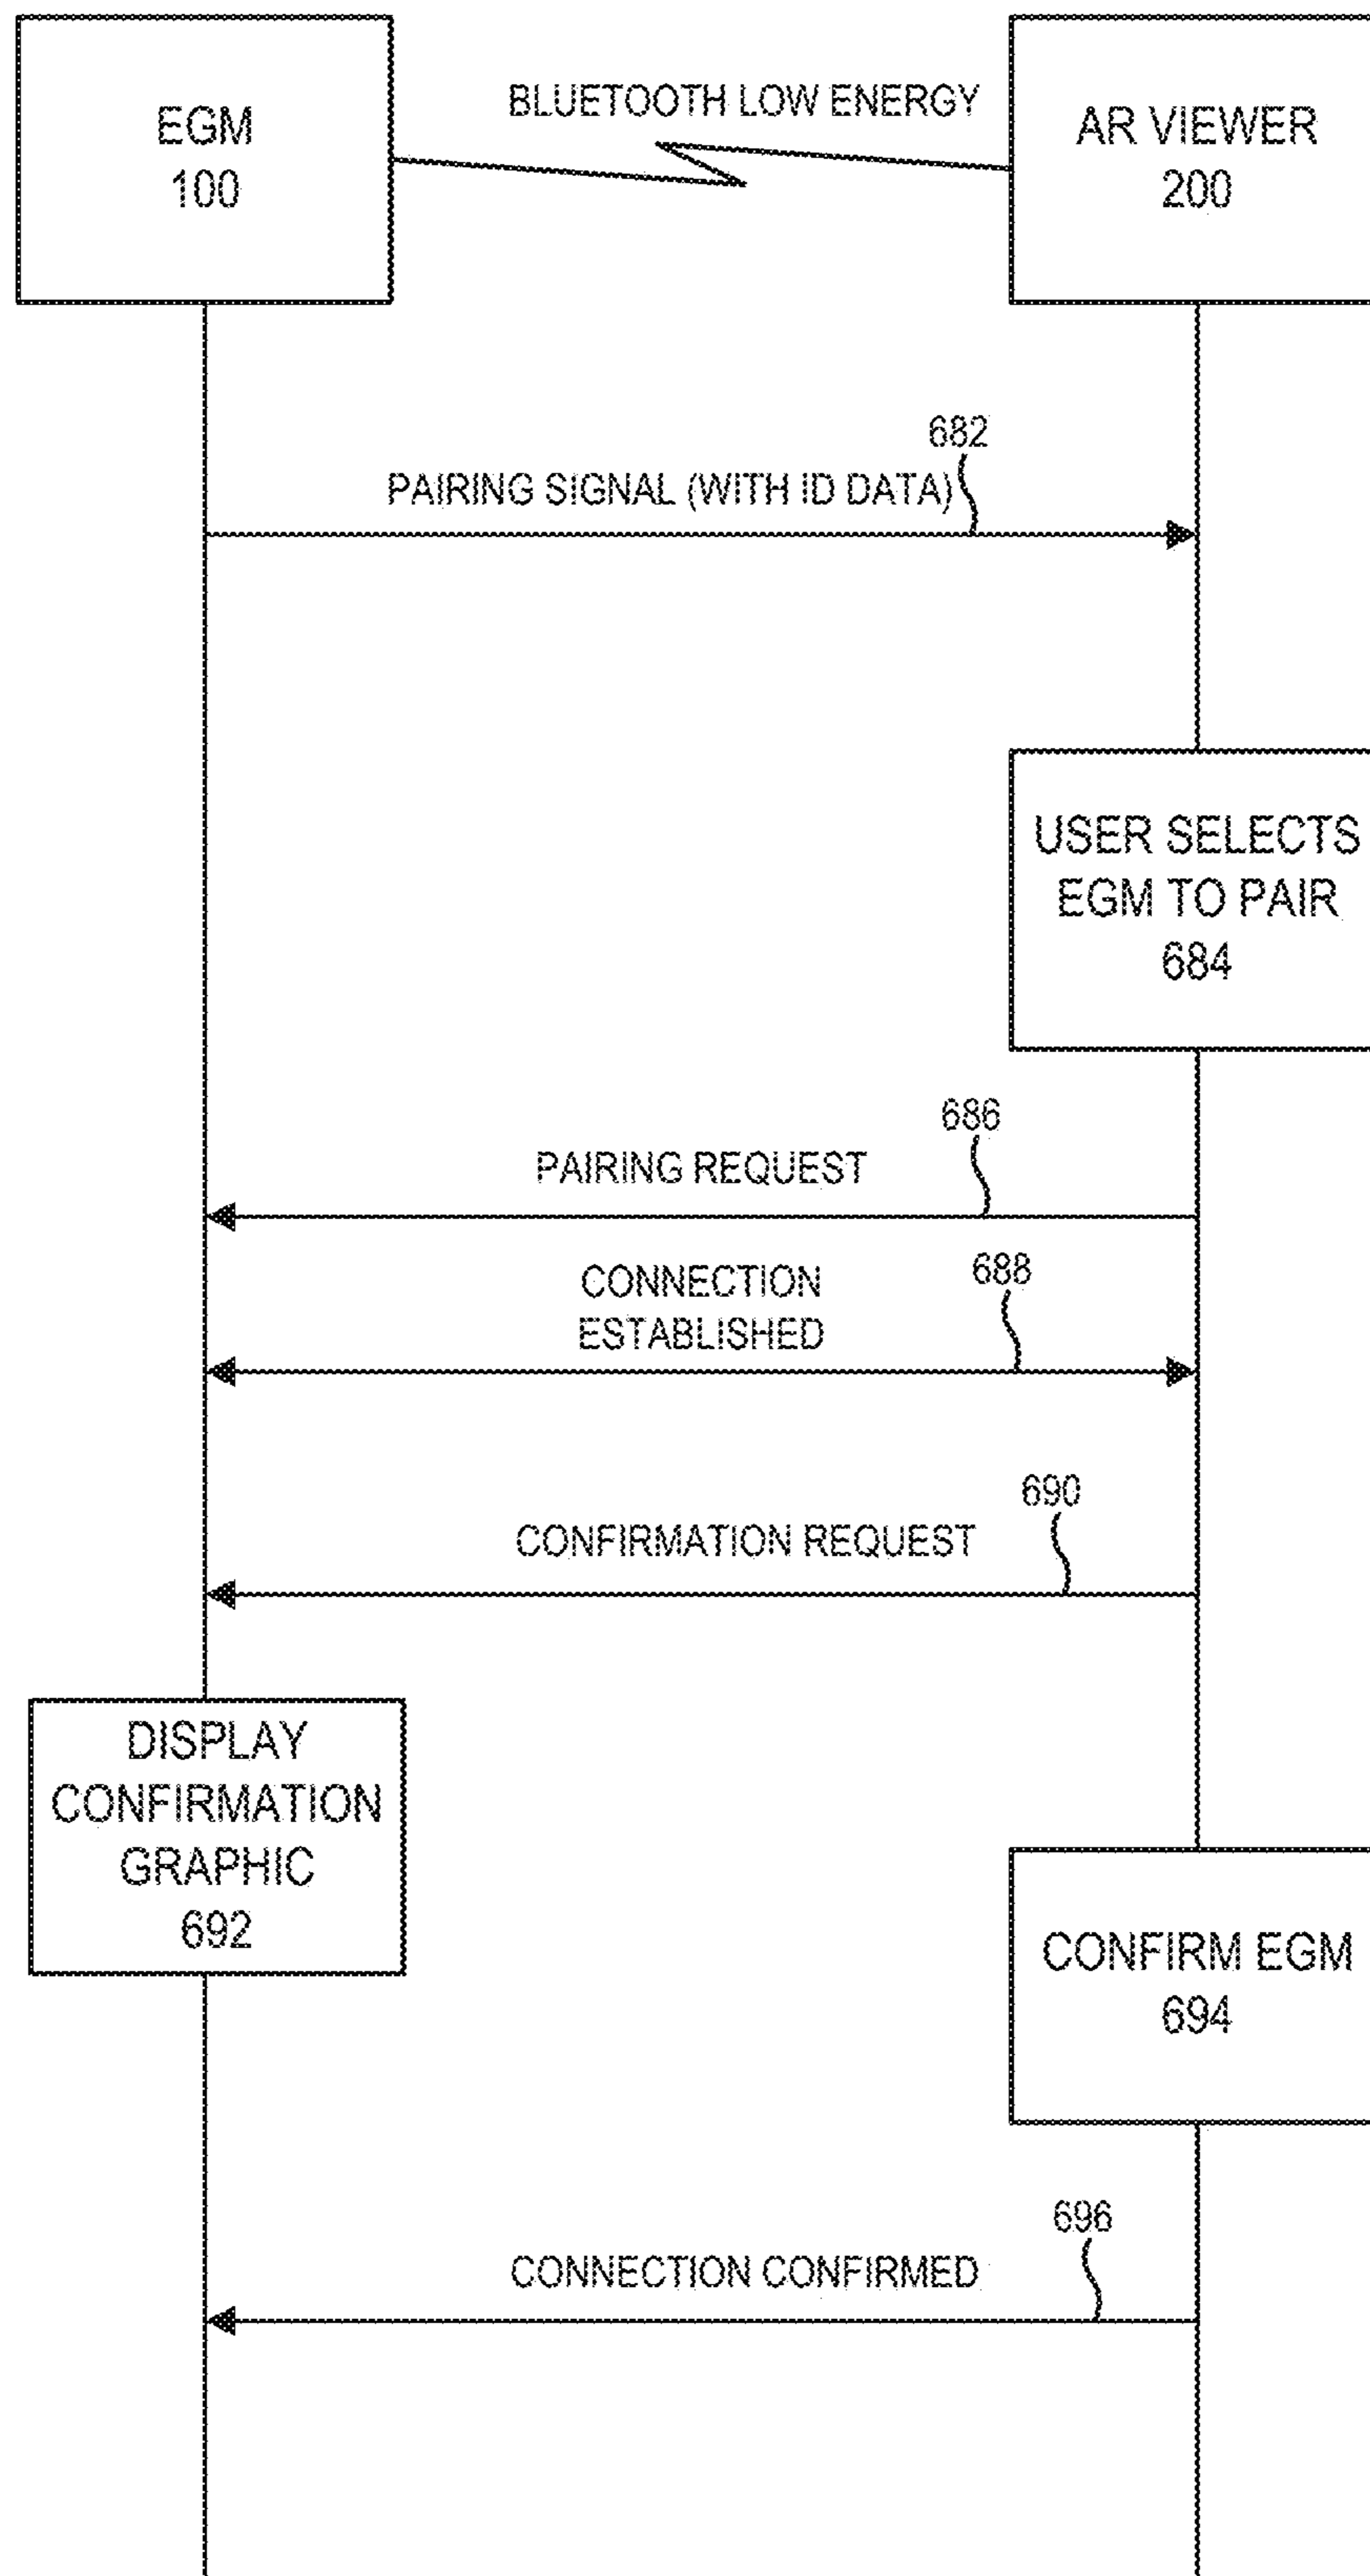 EGM
100
BLUETOOTH LOW ENERGY
AR VIEWER
200
682
PAIRING SIGNAL (WITH ID DATA)
USER SELECTS
EGM TO PAIR
684
686
PAIRING REQUEST
CONNECTION
ESTABLISHED
688
690
CONFIRMATION REQUEST
DISPLAY
CONFIRMATION
GRAPHIC
692
CONFIRM EGM
694
696
CONNECTION CONFIRMED